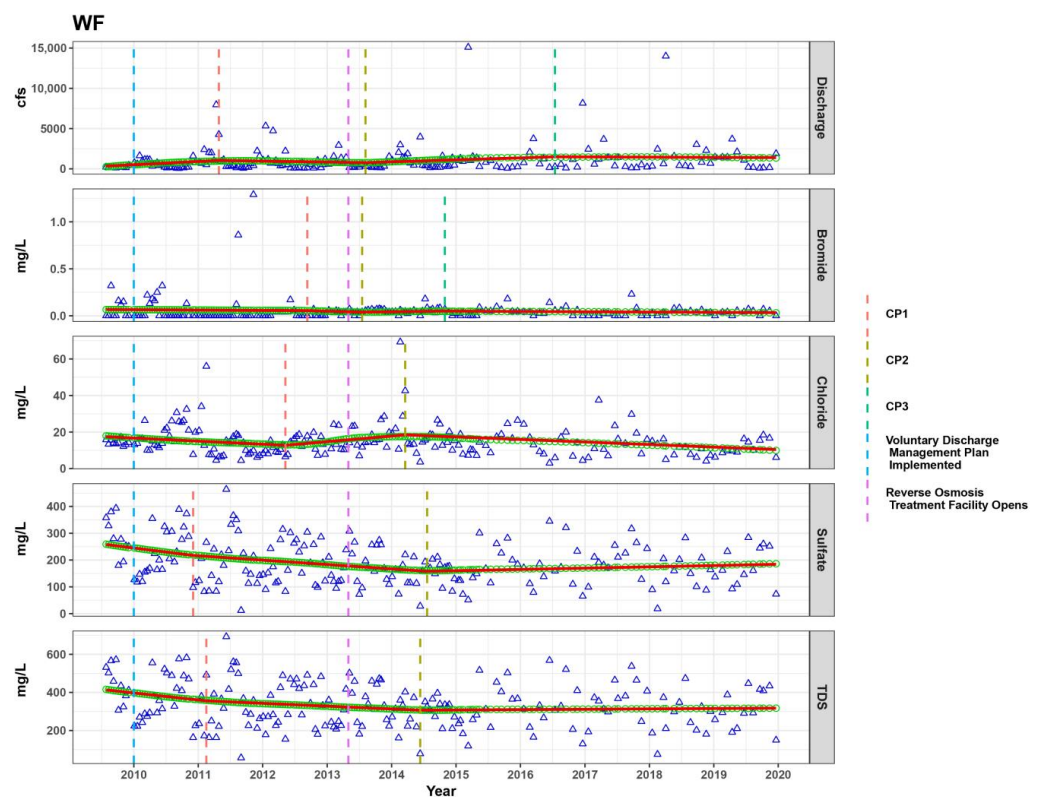 WF
15,000
10,000
5000
0
cfs
Discharge
1.0
0.5
0.0
mg/L
Bromide
60
40
20
0
mg/L
Chloride
400
300
200
100
0
mg/L
Sulfate
600
400
200
mg/L
TDS
2010 2011 2012 2013 2014 2015 2016 2017 2018 2019 2020
Year
CP1
CP2
CP3
Voluntary Discharge
Management Plan
Implemented
Reverse Osmosis
Treatment Facility Opens